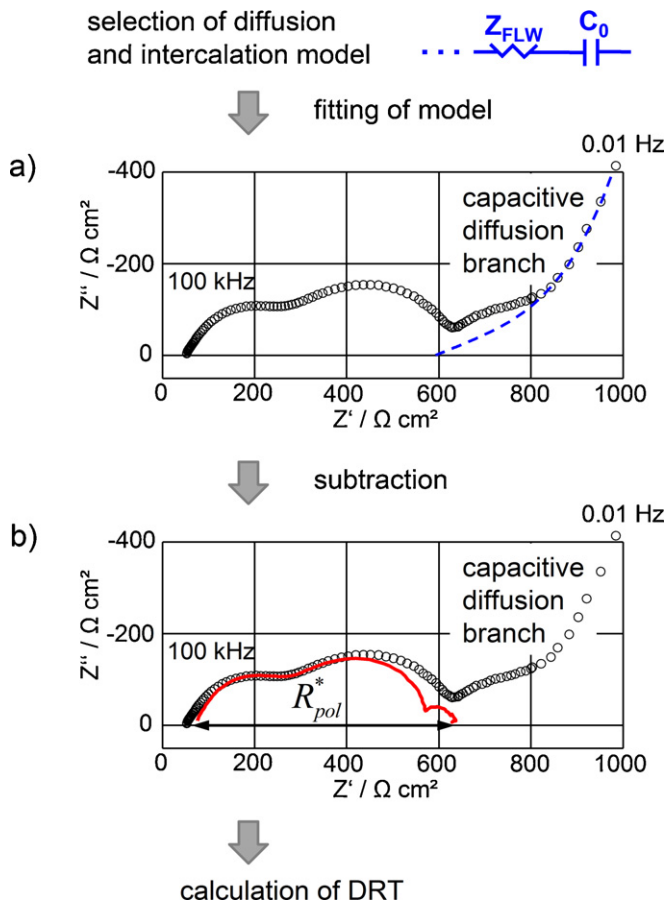 selection of diffusion
and intercalation model
Z_FLW
C_0
fitting of model
a)
0.01 Hz
-400
-200
0
Z“ / Ω cm²
100 kHz
capacitive
diffusion
branch
0 200 400 600 800 1000
Z‘ / Ω cm²
subtraction
b)
0.01 Hz
-400
-200
0
Z“ / Ω cm²
100 kHz
capacitive
diffusion
branch
R*_pol
0 200 400 600 800 1000
Z‘ / Ω cm²
calculation of DRT